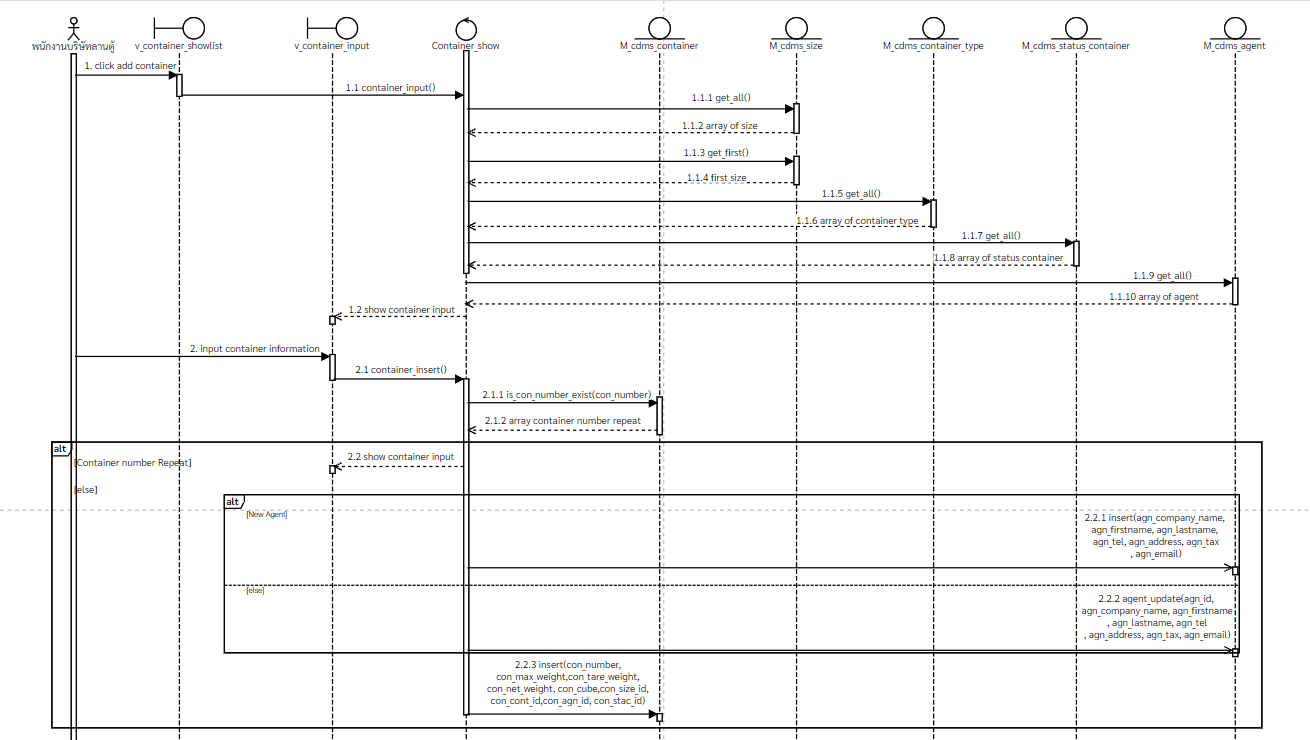 พนักงานบริษัทลานตู้
v_container_showlist
v_container_input
Container_show
M_cdms_container
M_cdms_size
M_cdms_container_type
M_cdms_status_container
M_cdms_agent
1. click add container
1.1 container_input()
1.1.1 get_all()
1.1.2 array of size
1.1.3 get_first()
1.1.4 first size
1.1.5 get_all()
1.1.6 array of container type
1.1.7 get_all()
1.1.8 array of status container
1.1.9 get_all()
1.1.10 array of agent
1.2 show container input
2. input container information
2.1 container_insert()
2.1.1 is_con_number_exist(con_number)
2.1.2 array container number repeat
alt
[Container number Repeat]
2.2 show container input
[else]
alt
[New Agent]
2.2.1 insert(agn_company_name,
agn_firstname, agn_lastname,
agn_tel, agn_address, agn_tax
, agn_email)
[else]
2.2.2 agent_update(agn_id,
agn_company_name, agn_firstname
, agn_lastname, agn_tel
, agn_address, agn_tax, agn_email)
2.2.3 insert(con_number,
con_max_weight,con_tare_weight,
con_net_weight, con_cube,con_size_id,
con_cont_id,con_agn_id, con_stac_id)